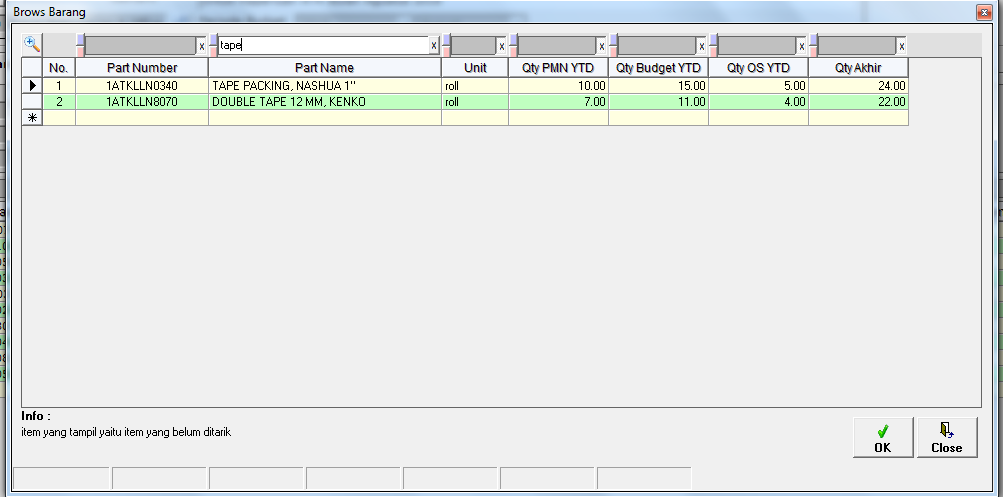 Brows Barang
x tape x x x x x x
No. Part Number Part Name Unit Qty PMN YTD Qty Budget YTD Qty OS YTD Qty Akhir
1 1ATKLLN0340 TAPE PACKING, NASHUA 1" roll 10.00 15.00 5.00 24.00
2 1ATKLLN8070 DOUBLE TAPE 12 MM, KENKO roll 7.00 11.00 4.00 22.00
Info :
item yang tampil yaitu item yang belum ditarik
OK Close